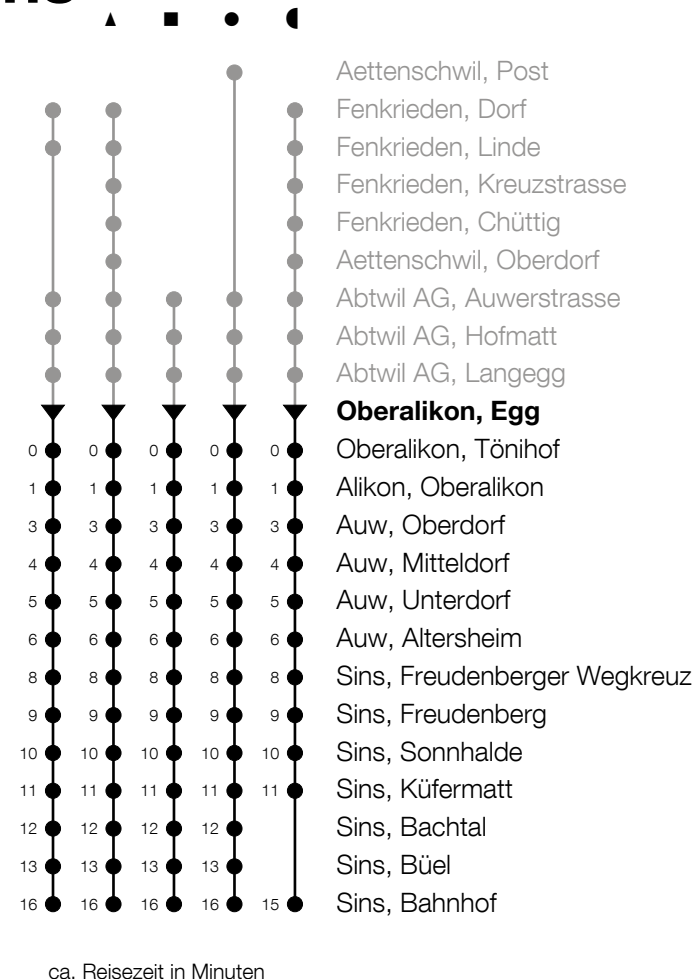 Aettenschwil, Post
Fenkrieden, Dorf
Fenkrieden, Linde
Fenkrieden, Kreuzstrasse
Fenkrieden, Chüttig
Aettenschwil, Oberdorf
Abtwil AG, Auwerstrasse
Abtwil AG, Hofmatt
Abtwil AG, Langegg
Oberalikon, Egg
0 0 0 0 0 Oberalikon, Tönihof
1 1 1 1 1 Alikon, Oberalikon
3 3 3 3 3 Auw, Oberdorf
4 4 4 4 4 Auw, Mitteldorf
5 5 5 5 5 Auw, Unterdorf
6 6 6 6 6 Auw, Altersheim
8 8 8 8 8 Sins, Freudenberger Wegkreuz
9 9 9 9 9 Sins, Freudenberg
10 10 10 10 10 Sins, Sonnhalde
11 11 11 11 11 Sins, Küfermatt
12 12 12 12 Sins, Bachtal
13 13 13 13 Sins, Büel
16 16 16 16 15 Sins, Bahnhof
ca. Reisezeit in Minuten